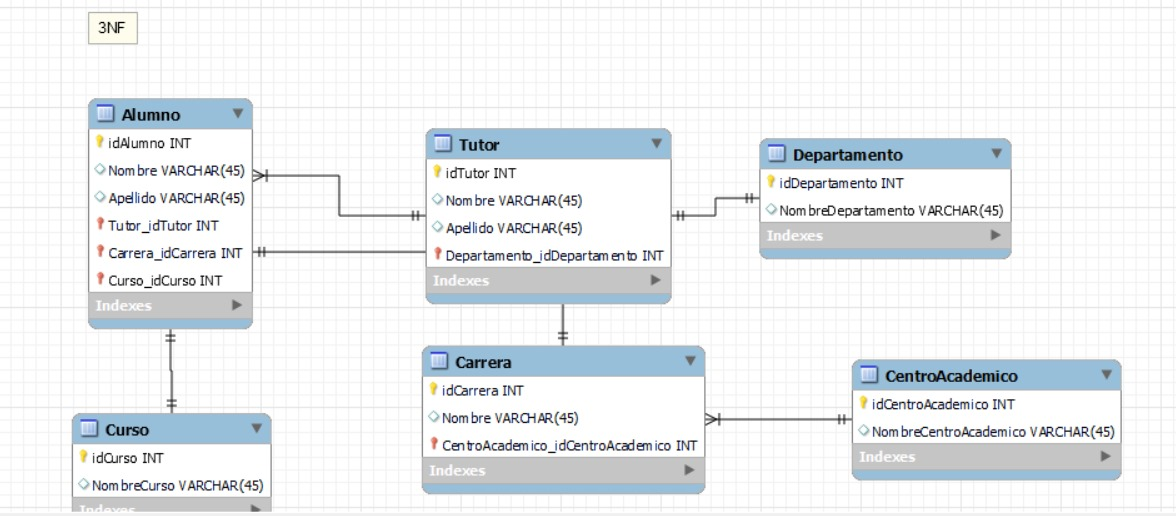 3NF
Alumno
idAlumno INT
Nombre VARCHAR(45)
Apellido VARCHAR(45)
Tutor_idTutor INT
Carrera_idCarrera INT
Curso_idCurso INT
Indexes
Tutor
idTutor INT
Nombre VARCHAR(45)
Apellido VARCHAR(45)
Departamento_idDepartamento INT
Indexes
Departamento
idDepartamento INT
NombreDepartamento VARCHAR(45)
Indexes
Curso
idCurso INT
NombreCurso VARCHAR(45)
Indexes
Carrera
idCarrera INT
Nombre VARCHAR(45)
CentroAcademico_idCentroAcademico INT
Indexes
CentroAcademico
idCentroAcademico INT
NombreCentroAcademico VARCHAR(45)
Indexes